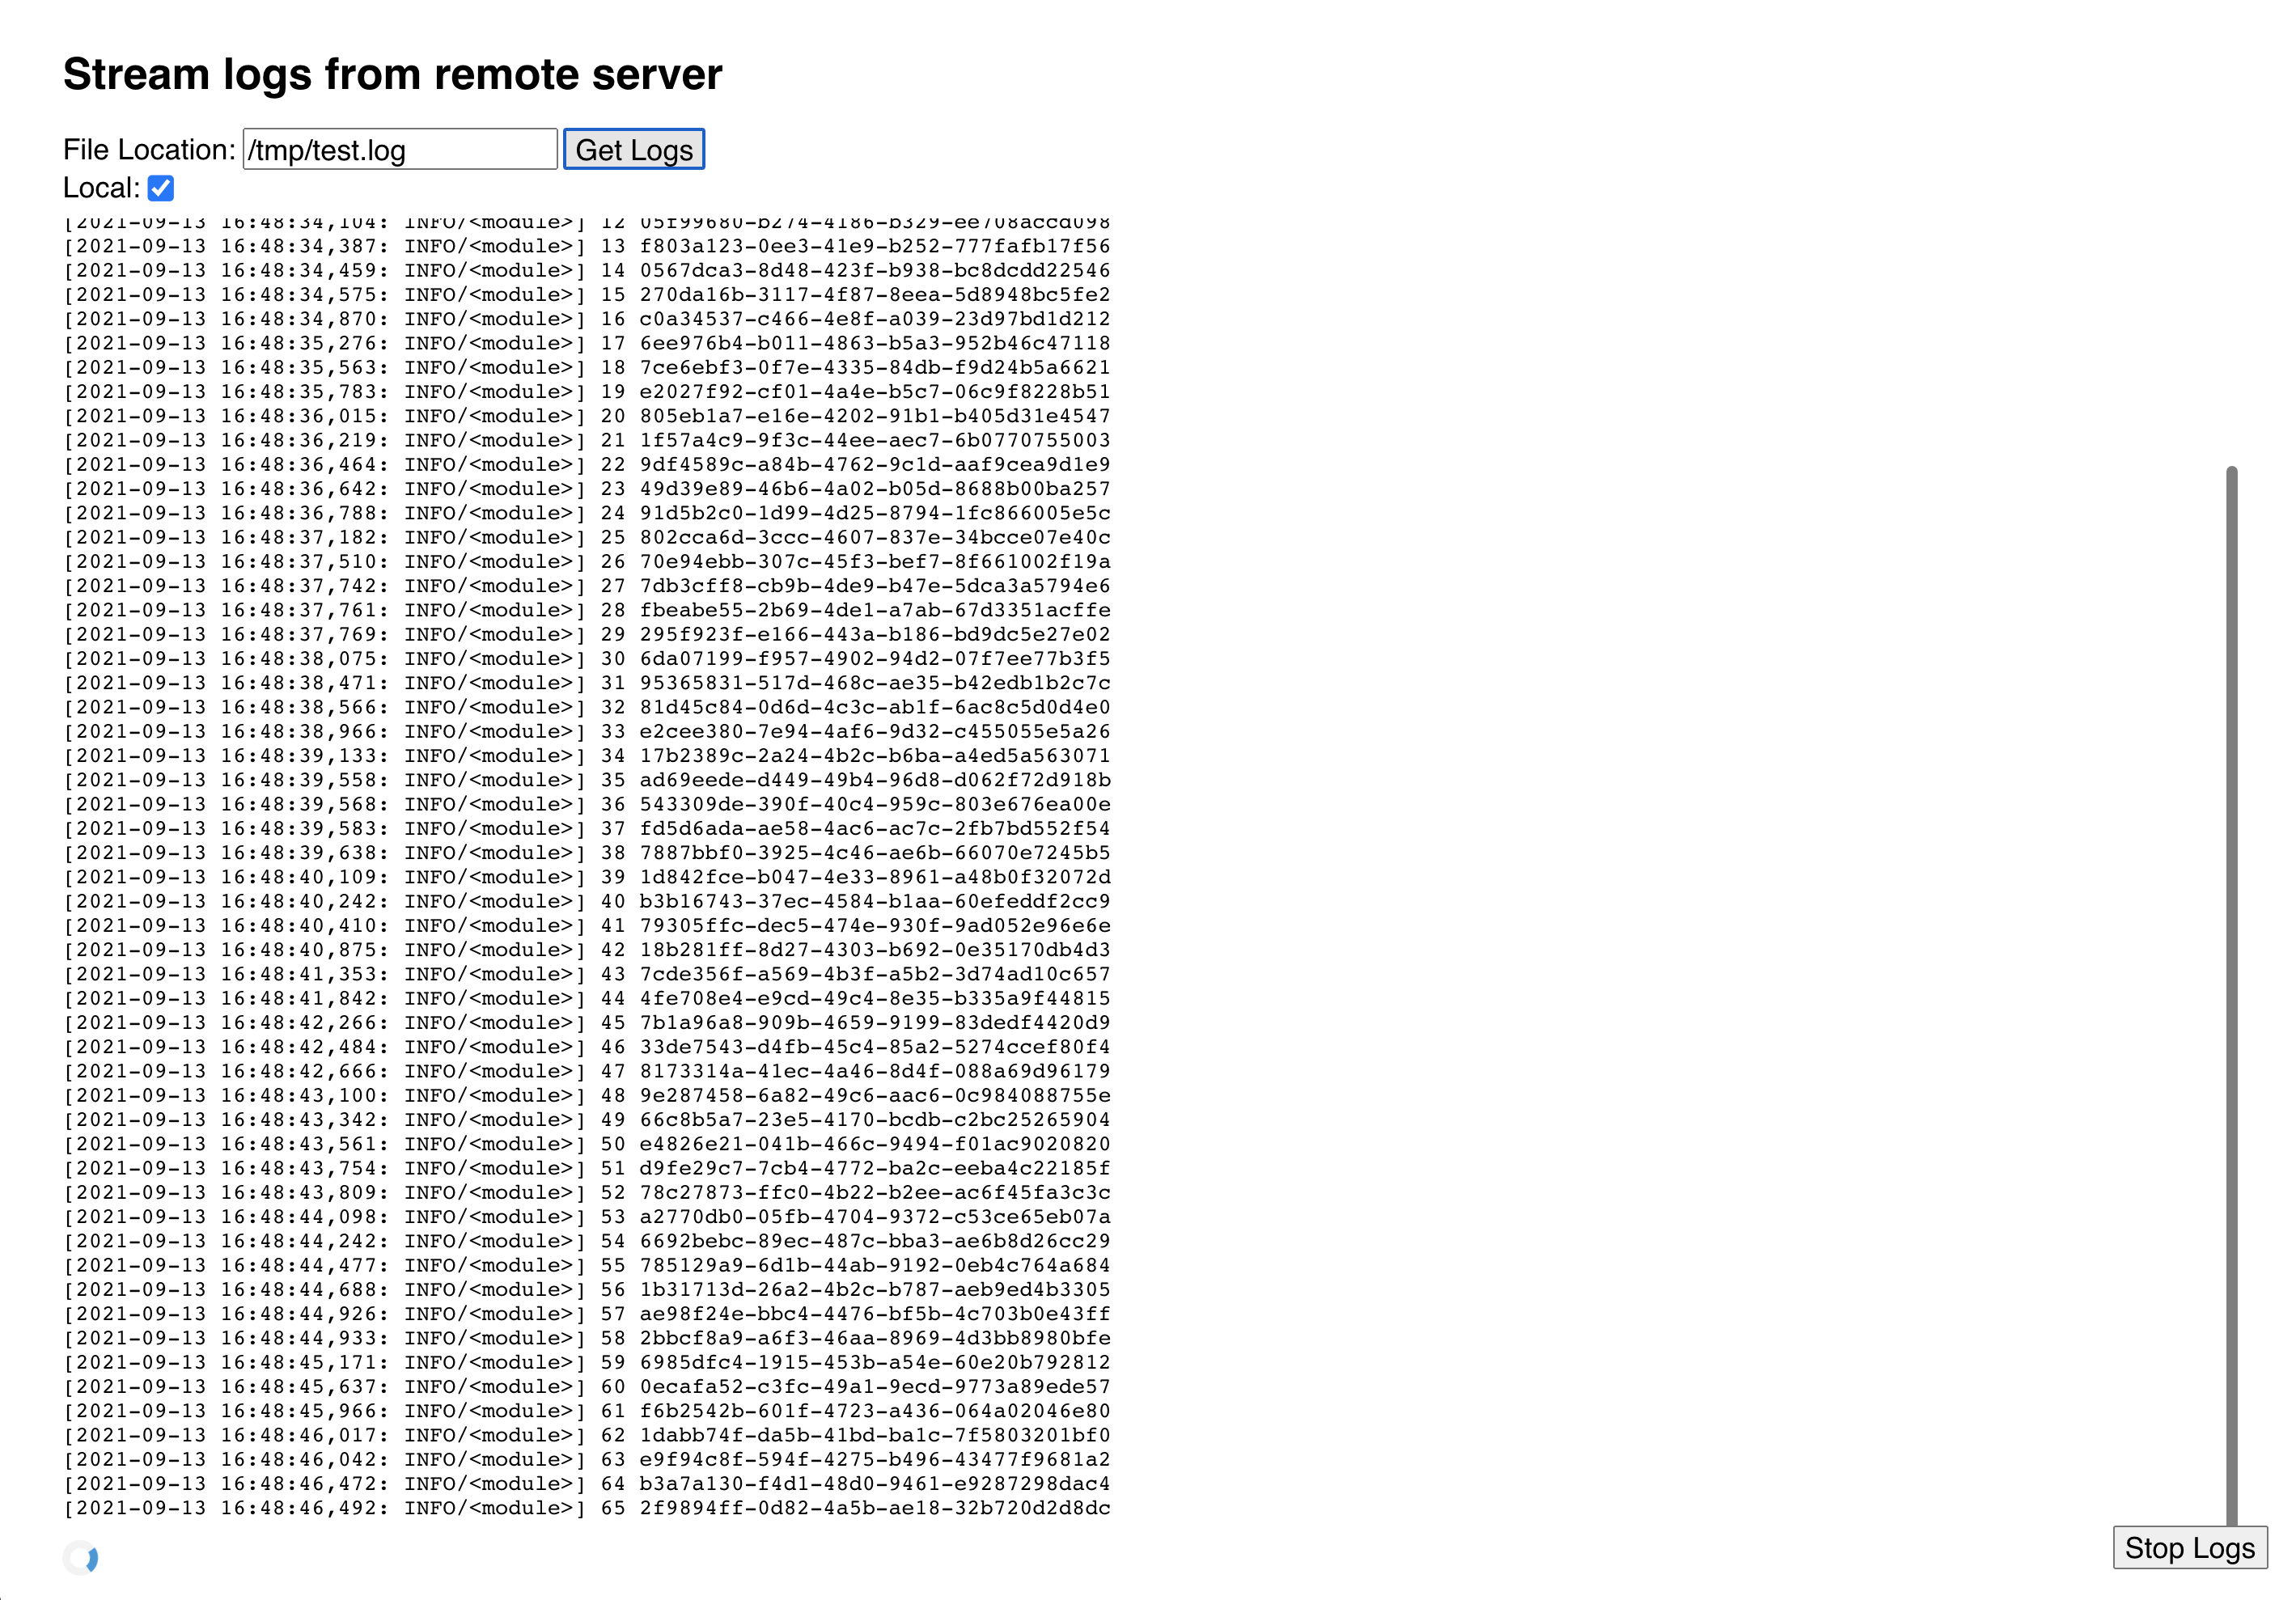 Stream logs from remote server
File Location: /tmp/test.log Get Logs
Local:
[2021-09-13 16:48:34,104: INFO/<module>] 12 05f99680-b274-4186-b329-ee708accd098
[2021-09-13 16:48:34,387: INFO/<module>] 13 f803a123-0ee3-41e9-b252-777fafb17f56
[2021-09-13 16:48:34,459: INFO/<module>] 14 0567dca3-8d48-423f-b938-bc8dcdd22546
[2021-09-13 16:48:34,575: INFO/<module>] 15 270da16b-3117-4f87-8eea-5d8948bc5fe2
[2021-09-13 16:48:34,870: INFO/<module>] 16 c0a34537-c466-4e8f-a039-23d97bd1d212
[2021-09-13 16:48:35,276: INFO/<module>] 17 6ee976b4-b011-4863-b5a3-952b46c47118
[2021-09-13 16:48:35,563: INFO/<module>] 18 7ce6ebf3-0f7e-4335-84db-f9d24b5a6621
[2021-09-13 16:48:35,783: INFO/<module>] 19 e2027f92-cf01-4a4e-b5c7-06c9f8228b51
[2021-09-13 16:48:36,015: INFO/<module>] 20 805eb1a7-e16e-4202-91b1-b405d31e4547
[2021-09-13 16:48:36,219: INFO/<module>] 21 1f57a4c9-9f3c-44ee-aec7-6b0770755003
[2021-09-13 16:48:36,464: INFO/<module>] 22 9df4589c-a84b-4762-9c1d-aaf9cea9d1e9
[2021-09-13 16:48:36,642: INFO/<module>] 23 49d39e89-46b6-4a02-b05d-8688b00ba257
[2021-09-13 16:48:36,788: INFO/<module>] 24 91d5b2c0-1d99-4d25-8794-1fc866005e5c
[2021-09-13 16:48:37,182: INFO/<module>] 25 802cca6d-3ccc-4607-837e-34bcce07e40c
[2021-09-13 16:48:37,510: INFO/<module>] 26 70e94ebb-307c-45f3-bef7-8f661002f19a
[2021-09-13 16:48:37,742: INFO/<module>] 27 7db3cff8-cb9b-4de9-b47e-5dca3a5794e6
[2021-09-13 16:48:37,761: INFO/<module>] 28 fbeabe55-2b69-4de1-a7ab-67d3351acffe
[2021-09-13 16:48:37,769: INFO/<module>] 29 295f923f-e166-443a-b186-bd9dc5e27e02
[2021-09-13 16:48:38,075: INFO/<module>] 30 6da07199-f957-4902-94d2-07f7ee77b3f5
[2021-09-13 16:48:38,471: INFO/<module>] 31 95365831-517d-468c-ae35-b42edb1b2c7c
[2021-09-13 16:48:38,566: INFO/<module>] 32 81d45c84-0d6d-4c3c-ab1f-6ac8c5d0d4e0
[2021-09-13 16:48:38,966: INFO/<module>] 33 e2cee380-7e94-4af6-9d32-c455055e5a26
[2021-09-13 16:48:39,133: INFO/<module>] 34 17b2389c-2a24-4b2c-b6ba-a4ed5a563071
[2021-09-13 16:48:39,558: INFO/<module>] 35 ad69eede-d449-49b4-96d8-d062f72d918b
[2021-09-13 16:48:39,568: INFO/<module>] 36 543309de-390f-40c4-959c-803e676ea00e
[2021-09-13 16:48:39,583: INFO/<module>] 37 fd5d6ada-ae58-4ac6-ac7c-2fb7bd552f54
[2021-09-13 16:48:39,638: INFO/<module>] 38 7887bbf0-3925-4c46-ae6b-66070e7245b5
[2021-09-13 16:48:40,109: INFO/<module>] 39 1d842fce-b047-4e33-8961-a48b0f32072d
[2021-09-13 16:48:40,242: INFO/<module>] 40 b3b16743-37ec-4584-b1aa-60efeddf2cc9
[2021-09-13 16:48:40,410: INFO/<module>] 41 79305ffc-dec5-474e-930f-9ad052e96e6e
[2021-09-13 16:48:40,875: INFO/<module>] 42 18b281ff-8d27-4303-b692-0e35170db4d3
[2021-09-13 16:48:41,353: INFO/<module>] 43 7cde356f-a569-4b3f-a5b2-3d74ad10c657
[2021-09-13 16:48:41,842: INFO/<module>] 44 4fe708e4-e9cd-49c4-8e35-b335a9f44815
[2021-09-13 16:48:42,266: INFO/<module>] 45 7b1a96a8-909b-4659-9199-83dedf4420d9
[2021-09-13 16:48:42,484: INFO/<module>] 46 33de7543-d4fb-45c4-85a2-5274ccef80f4
[2021-09-13 16:48:42,666: INFO/<module>] 47 8173314a-41ec-4a46-8d4f-088a69d96179
[2021-09-13 16:48:43,100: INFO/<module>] 48 9e287458-6a82-49c6-aac6-0c984088755e
[2021-09-13 16:48:43,342: INFO/<module>] 49 66c8b5a7-23e5-4170-bcdb-c2bc25265904
[2021-09-13 16:48:43,561: INFO/<module>] 50 e4826e21-041b-466c-9494-f01ac9020820
[2021-09-13 16:48:43,754: INFO/<module>] 51 d9fe29c7-7cb4-4772-ba2c-eeba4c22185f
[2021-09-13 16:48:43,809: INFO/<module>] 52 78c27873-ffc0-4b22-b2ee-ac6f45fa3c3c
[2021-09-13 16:48:44,098: INFO/<module>] 53 a2770db0-05fb-4704-9372-c53ce65eb07a
[2021-09-13 16:48:44,242: INFO/<module>] 54 6692bebc-89ec-487c-bba3-ae6b8d26cc29
[2021-09-13 16:48:44,477: INFO/<module>] 55 785129a9-6d1b-44ab-9192-0eb4c764a684
[2021-09-13 16:48:44,688: INFO/<module>] 56 1b31713d-26a2-4b2c-b787-aeb9ed4b3305
[2021-09-13 16:48:44,926: INFO/<module>] 57 ae98f24e-bbc4-4476-bf5b-4c703b0e43ff
[2021-09-13 16:48:44,933: INFO/<module>] 58 2bbcf8a9-a6f3-46aa-8969-4d3bb8980bfe
[2021-09-13 16:48:45,171: INFO/<module>] 59 6985dfc4-1915-453b-a54e-60e20b792812
[2021-09-13 16:48:45,637: INFO/<module>] 60 0ecafa52-c3fc-49a1-9ecd-9773a89ede57
[2021-09-13 16:48:45,966: INFO/<module>] 61 f6b2542b-601f-4723-a436-064a02046e80
[2021-09-13 16:48:46,017: INFO/<module>] 62 1dabb74f-da5b-41bd-ba1c-7f5803201bf0
[2021-09-13 16:48:46,042: INFO/<module>] 63 e9f94c8f-594f-4275-b496-43477f9681a2
[2021-09-13 16:48:46,472: INFO/<module>] 64 b3a7a130-f4d1-48d0-9461-e9287298dac4
[2021-09-13 16:48:46,492: INFO/<module>] 65 2f9894ff-0d82-4a5b-ae18-32b720d2d8dc
Stop Logs